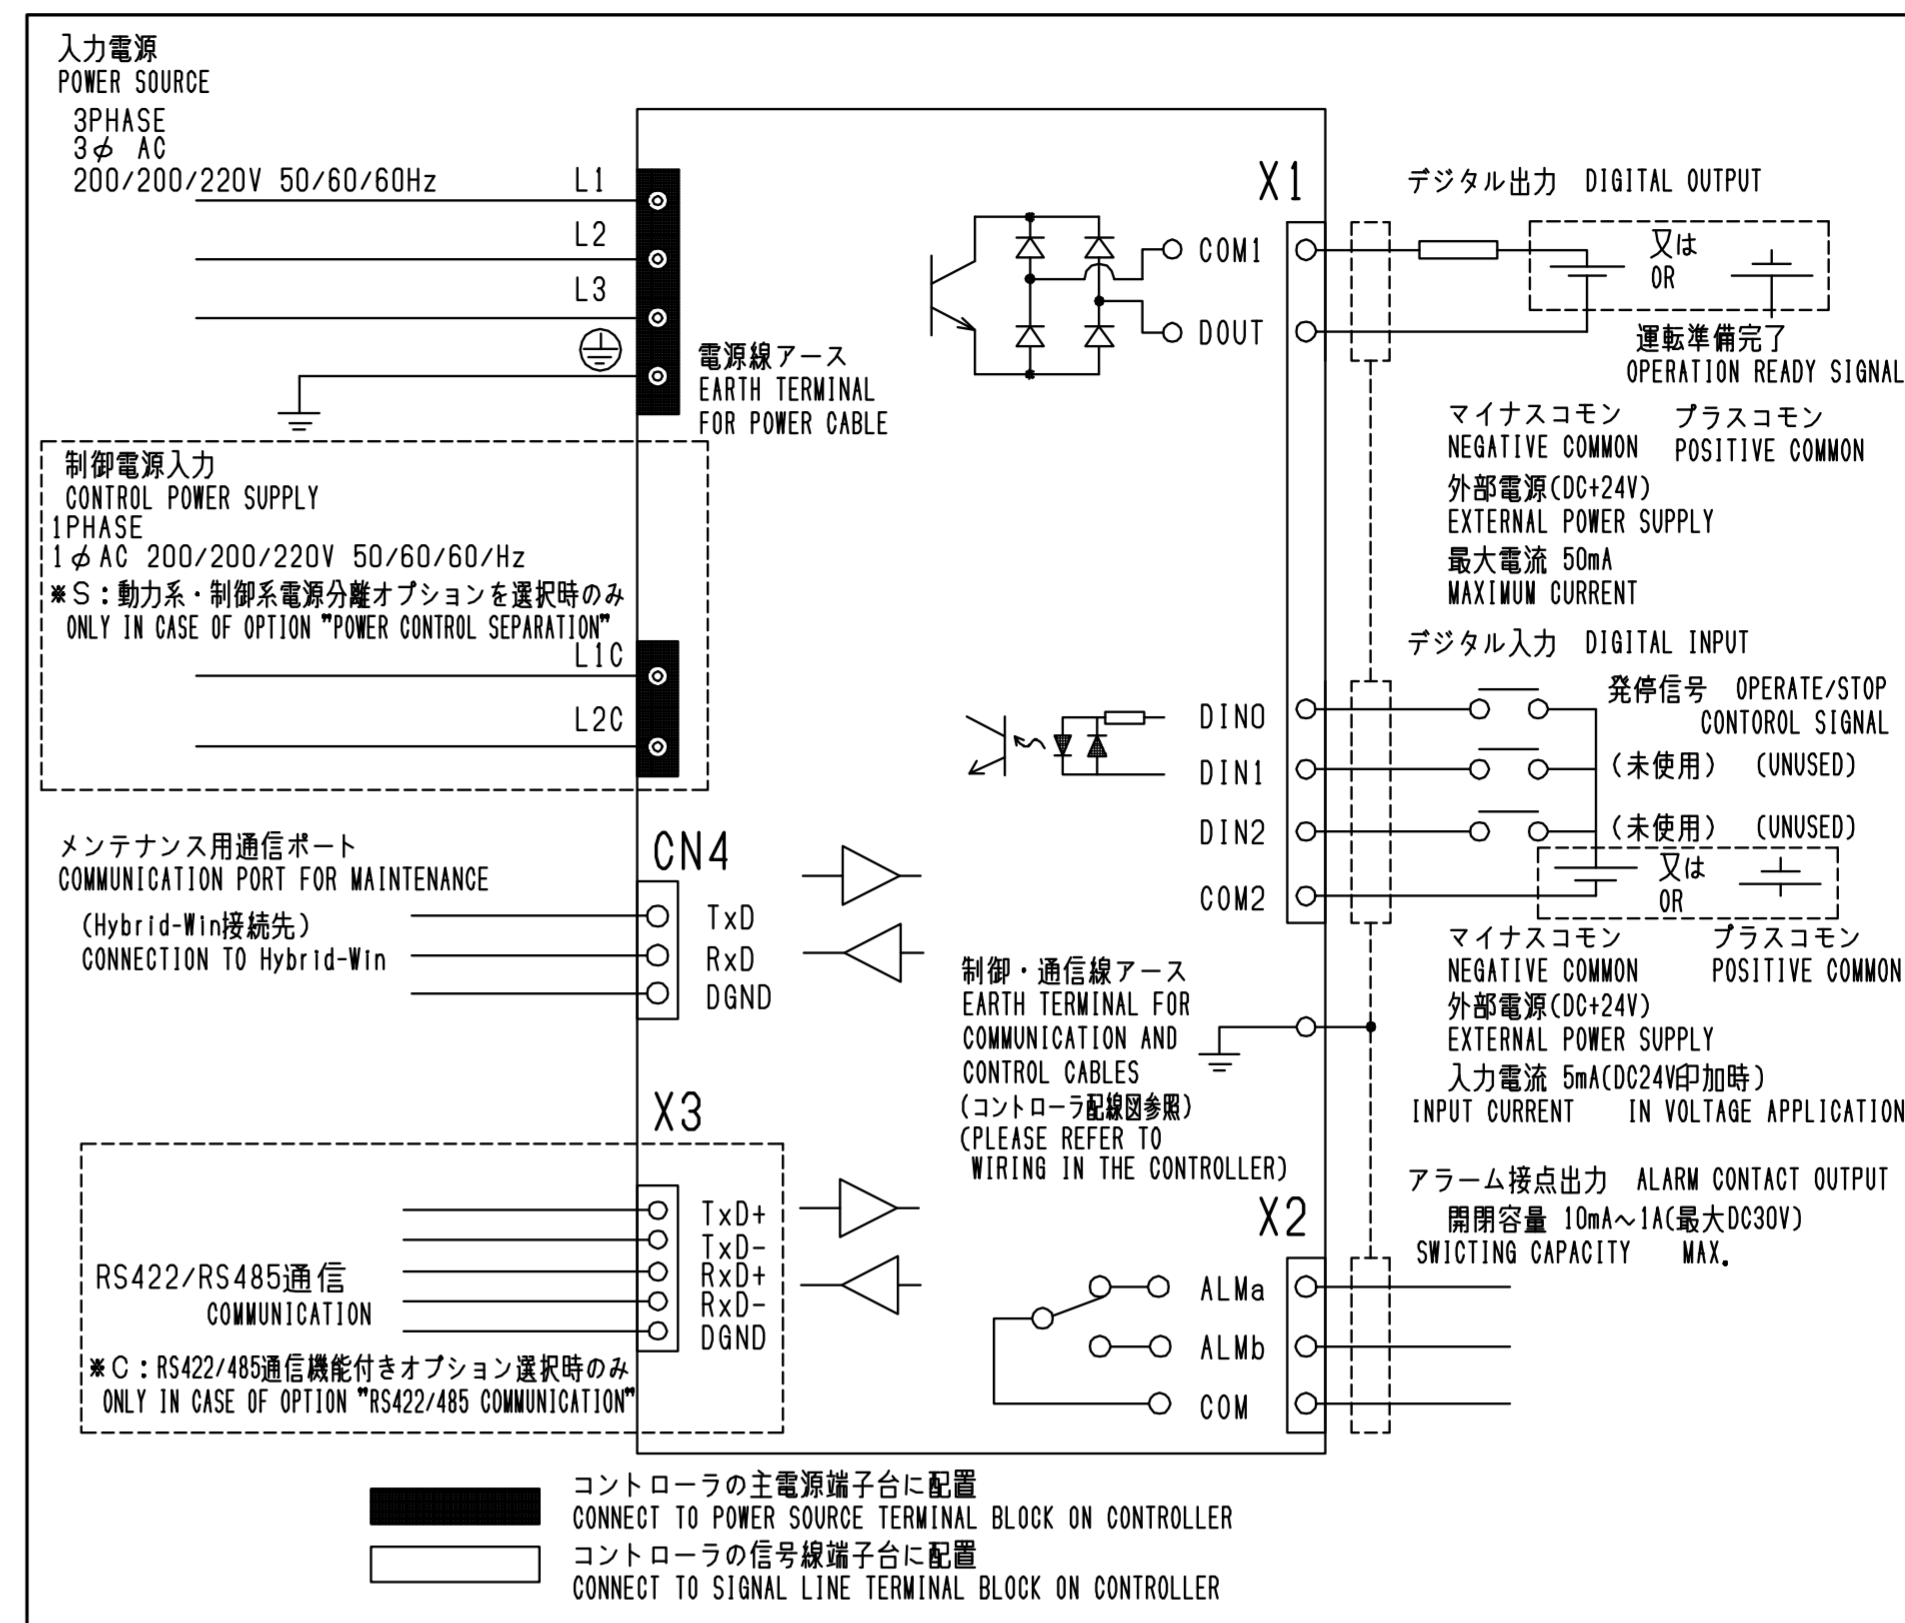 入力電源
POWER SOURCE
3PHASE
3φ AC
200/200/220V 50/60/60Hz
L1
L2
L3
電源線アース
EARTH TERMINAL
FOR POWER CABLE
制御電源入力
CONTROL POWER SUPPLY
1PHASE
1φAC 200/200/220V 50/60/60/Hz
※S:動力系・制御系電源分離オプションを選択時のみ
ONLY IN CASE OF OPTION "POWER CONTROL SEPARATION"
L1C
L2C
メンテナンス用通信ポート
COMMUNICATION PORT FOR MAINTENANCE
(Hybrid-Win接続先)
CONNECTION TO Hybrid-Win
CN4
TxD
RxD
DGND
X3
TxD+
TxD-
RxD+
RxD-
DGND
RS422/RS485通信
COMMUNICATION
※C:RS422/485通信機能付きオプション選択時のみ
ONLY IN CASE OF OPTION "RS422/485 COMMUNICATION"
X1
COM1
DOUT
デジタル出力 DIGITAL OUTPUT
又は
OR
運転準備完了
OPERATION READY SIGNAL
マイナスコモン プラスコモン
NEGATIVE COMMON POSITIVE COMMON
外部電源(DC+24V)
EXTERNAL POWER SUPPLY
最大電流 50mA
MAXIMUM CURRENT
デジタル入力 DIGITAL INPUT
発停信号 OPERATE/STOP
CONTOROL SIGNAL
DIN0
DIN1
(未使用) (UNUSED)
DIN2
(未使用) (UNUSED)
COM2
又は
OR
マイナスコモン プラスコモン
NEGATIVE COMMON POSITIVE COMMON
外部電源(DC+24V)
EXTERNAL POWER SUPPLY
入力電流 5mA(DC24V印加時)
INPUT CURRENT IN VOLTAGE APPLICATION
制御・通信線アース
EARTH TERMINAL FOR
COMMUNICATION AND
CONTROL CABLES
(コントローラ配線図参照)
(PLEASE REFER TO
WIRING IN THE CONTROLLER)
アラーム接点出力 ALARM CONTACT OUTPUT
開閉容量 10mA~1A(最大DC30V)
SWICTING CAPACITY MAX.
X2
ALMa
ALMb
COM
コントローラの主電源端子台に配置
CONNECT TO POWER SOURCE TERMINAL BLOCK ON CONTROLLER
コントローラの信号線端子台に配置
CONNECT TO SIGNAL LINE TERMINAL BLOCK ON CONTROLLER